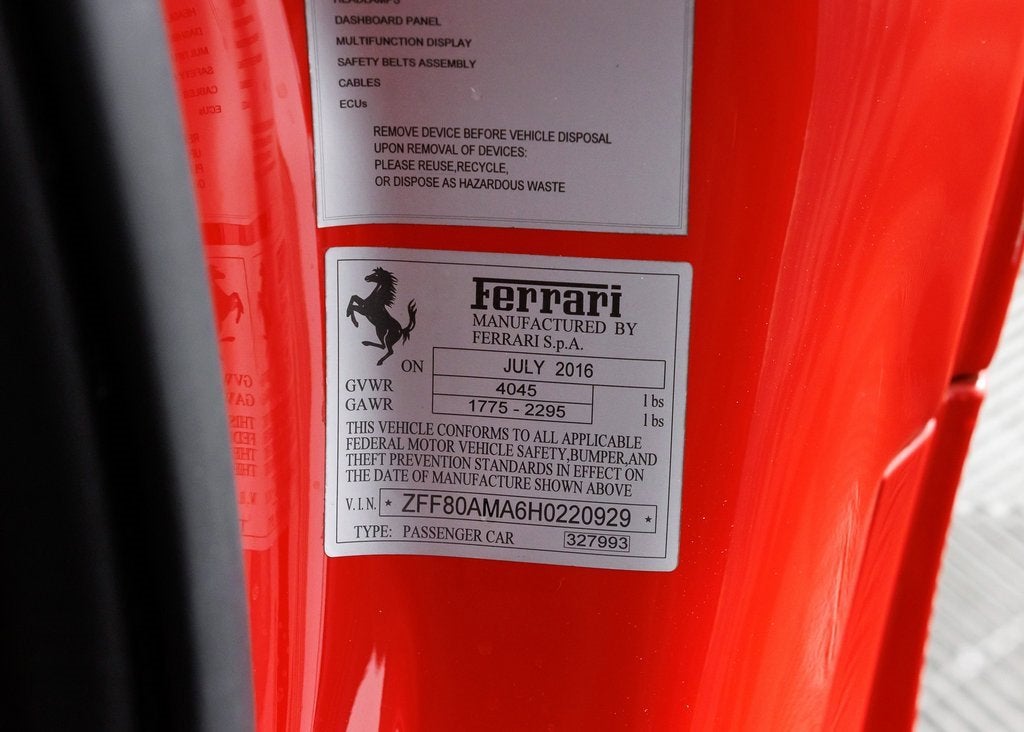 HEADLAMPS
DASHBOARD PANEL
MULTIFUNCTION DISPLAY
SAFETY BELTS ASSEMBLY
CABLES
ECUs
REMOVE DEVICE BEFORE VEHICLE DISPOSAL
UPON REMOVAL OF DEVICES:
PLEASE REUSE,RECYCLE,
OR DISPOSE AS HAZARDOUS WASTE
Ferrari
MANUFACTURED BY
FERRARI S.p.A.
ON JULY 2016
GVWR 4045 lbs
GAWR 1775 - 2295 lbs
THIS VEHICLE CONFORMS TO ALL APPLICABLE
FEDERAL MOTOR VEHICLE SAFETY,BUMPER,AND
THEFT PREVENTION STANDARDS IN EFFECT ON
THE DATE OF MANUFACTURE SHOWN ABOVE
V.I.N. * ZFF80AMA6H0220929 *
TYPE: PASSENGER CAR 327993